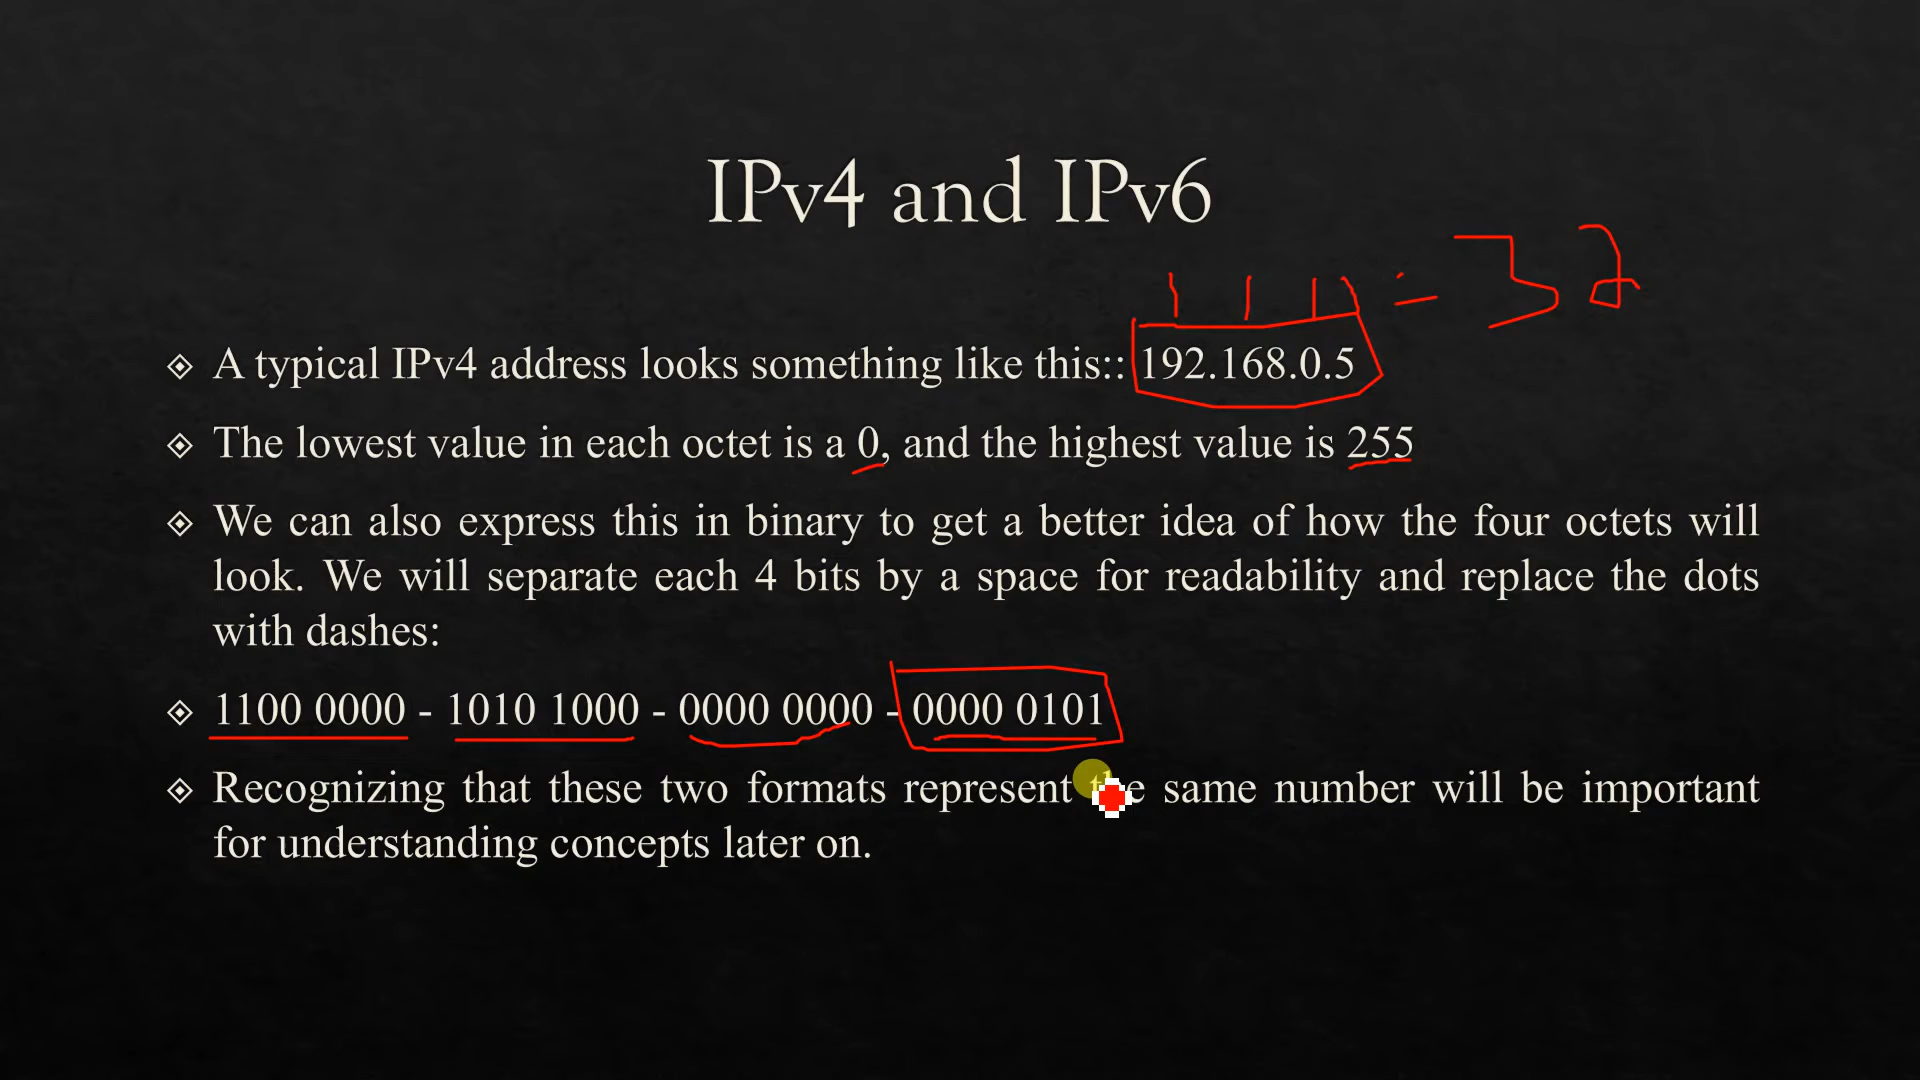 IPv4 and IPv6
= 32
A typical IPv4 address looks something like this:: 192.168.0.5
The lowest value in each octet is a 0, and the highest value is 255
We can also express this in binary to get a better idea of how the four octets will
look. We will separate each 4 bits by a space for readability and replace the dots
with dashes:
1100 0000 - 1010 1000 - 0000 0000 - 0000 0101
Recognizing that these two formats represent the same number will be important
for understanding concepts later on.